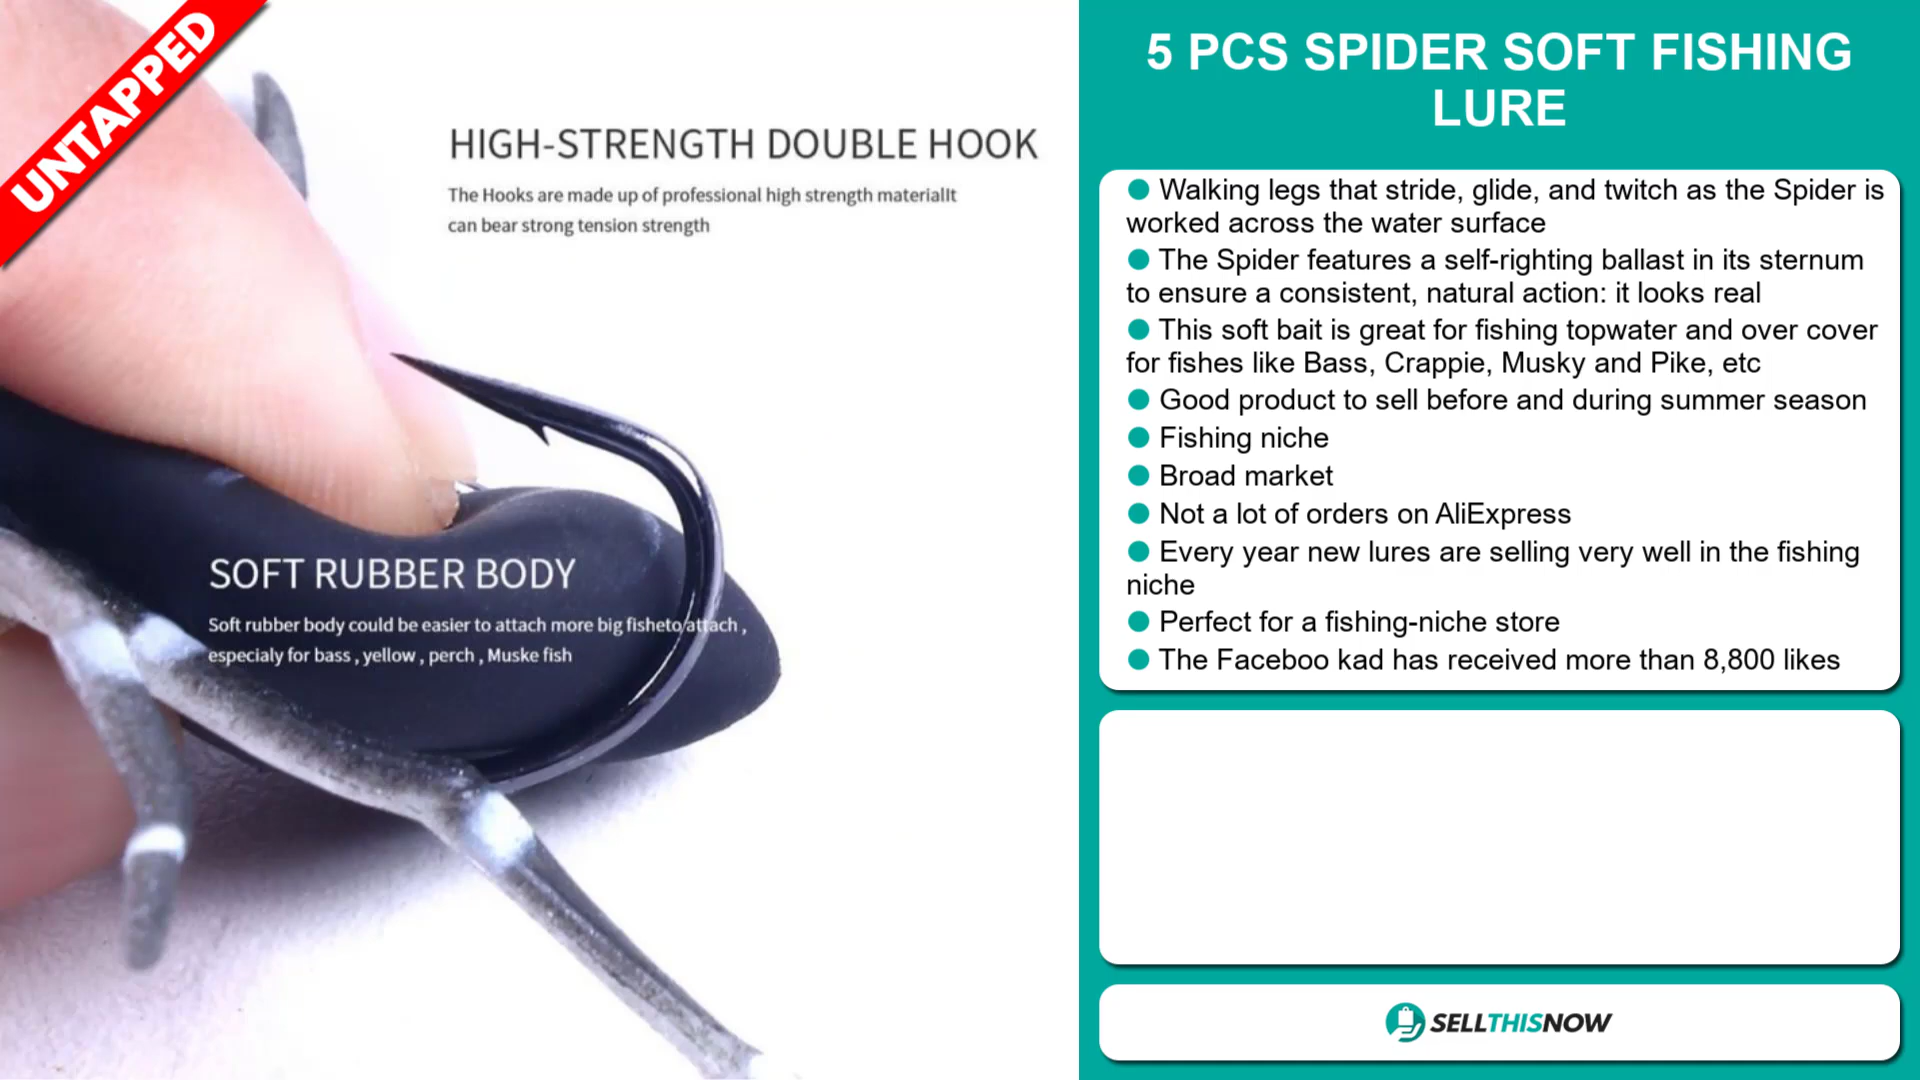 UNTAPPED
HIGH-STRENGTH DOUBLE HOOK
The Hooks are made up of professional high strength materialIt
can bear strong tension strength
SOFT RUBBER BODY
Soft rubber body could be easier to attach more big fisheto attach ,
especialy for bass , yellow , perch , Muske fish
5 PCS SPIDER SOFT FISHING
LURE
● Walking legs that stride, glide, and twitch as the Spider is
worked across the water surface
● The Spider features a self-righting ballast in its sternum
to ensure a consistent, natural action: it looks real
● This soft bait is great for fishing topwater and over cover
for fishes like Bass, Crappie, Musky and Pike, etc
● Good product to sell before and during summer season
● Fishing niche
● Broad market
● Not a lot of orders on AliExpress
● Every year new lures are selling very well in the fishing
niche
● Perfect for a fishing-niche store
● The Faceboo kad has received more than 8,800 likes
SELLTHISNOW